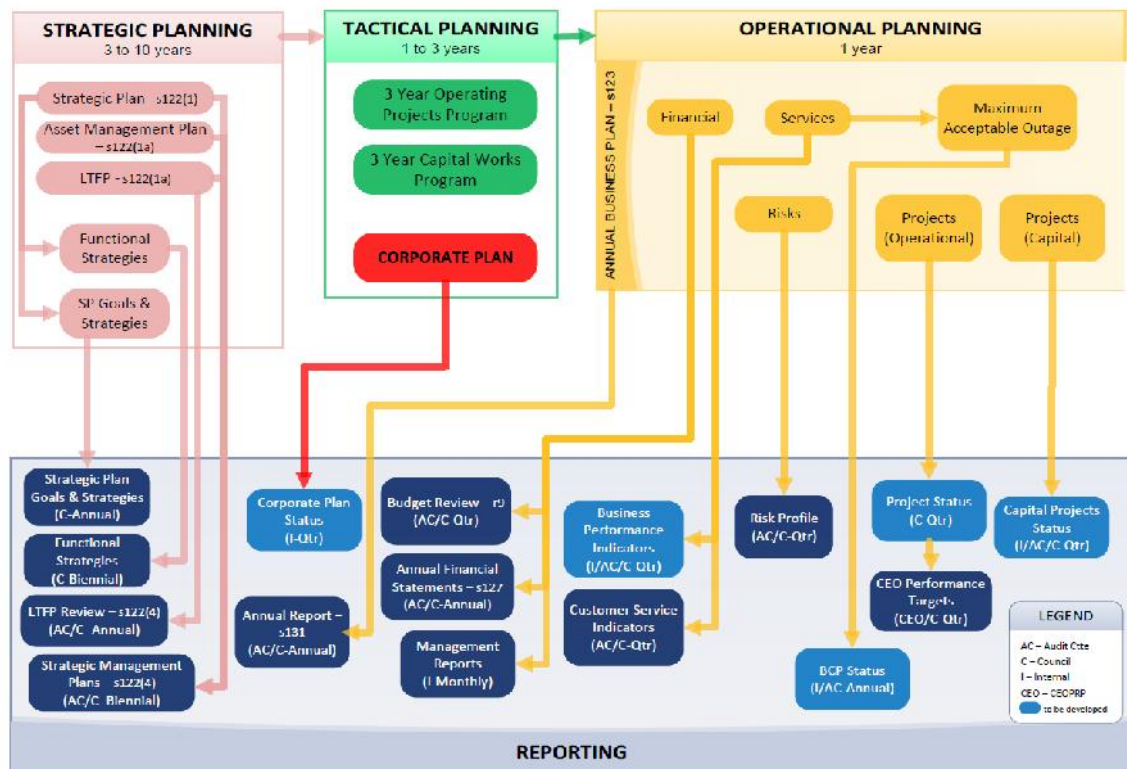 STRATEGIC PLANNING
3 to 10 years
TACTICAL PLANNING
1 to 3 years
OPERATIONAL PLANNING
1 year
Strategic Plan – s122(1)
Asset Management Plan
– s122(1a)
LTFP – s122(1a)
Functional
Strategies
SP Goals &
Strategies
3 Year Operating
Projects Program
3 Year Capital Works
Program
CORPORATE PLAN
ANNUAL BUSINESS PLAN – s123
Financial
Services
Maximum
Acceptable Outage
Risks
Projects
(Operational)
Projects
(Capital)
Strategic Plan
Goals & Strategies
(C-Annual)
Functional
Strategies
(C Biennial)
LTFP Review – s122(4)
(AC/C Annual)
Strategic Management
Plans – s122(4)
(AC/C Biennial)
Corporate Plan
Status
(I-Qtr)
Annual Report –
s131
(AC/C-Annual)
Budget Review r9
(AC/C Qtr)
Annual Financial
Statements – s127
(AC/C-Annual)
Management
Reports
(I Monthly)
Business
Performance
Indicators
(I/AC/C Qtr)
Customer Service
Indicators
(AC/C-Qtr)
Risk Profile
(AC/C-Qtr)
BCP Status
(I/AC Annual)
Project Status
(C Qtr)
CEO Performance
Targets
(CEO/C Qtr)
Capital Projects
Status
(I/AC/C Qtr)
LEGEND
AC – Audit Ctte
C – Council
I – Internal
CEO – CEOPRP
to be developed
REPORTING